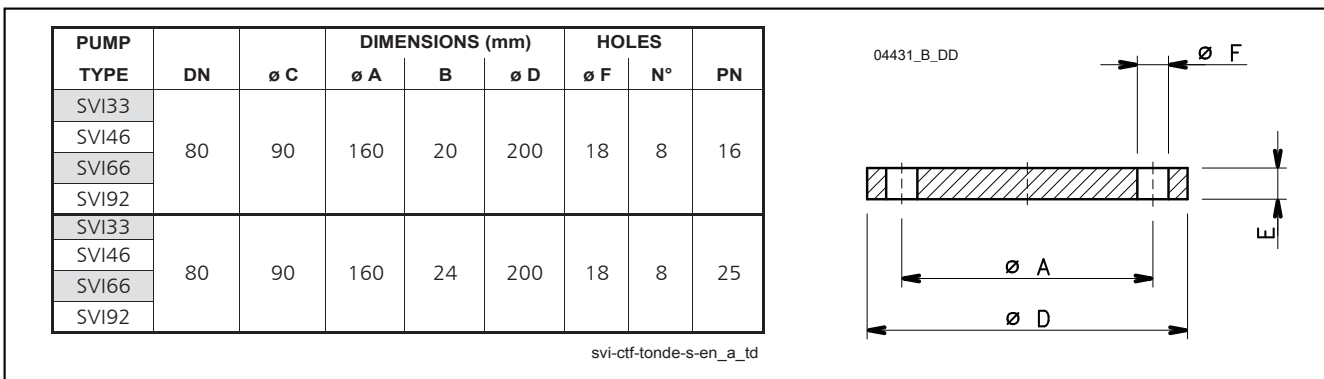 PUMP DIMENSIONS (mm) HOLES
TYPE DN ø C ø A B ø D ø F N° PN
SVI33
SVI46
SVI66
SVI92
80 90 160 20 200 18 8 16
SVI33
SVI46
SVI66
SVI92
80 90 160 24 200 18 8 25
svi-ctf-tonde-s-en_a_td
04431_B_DD
ø F
E
ø A
ø D